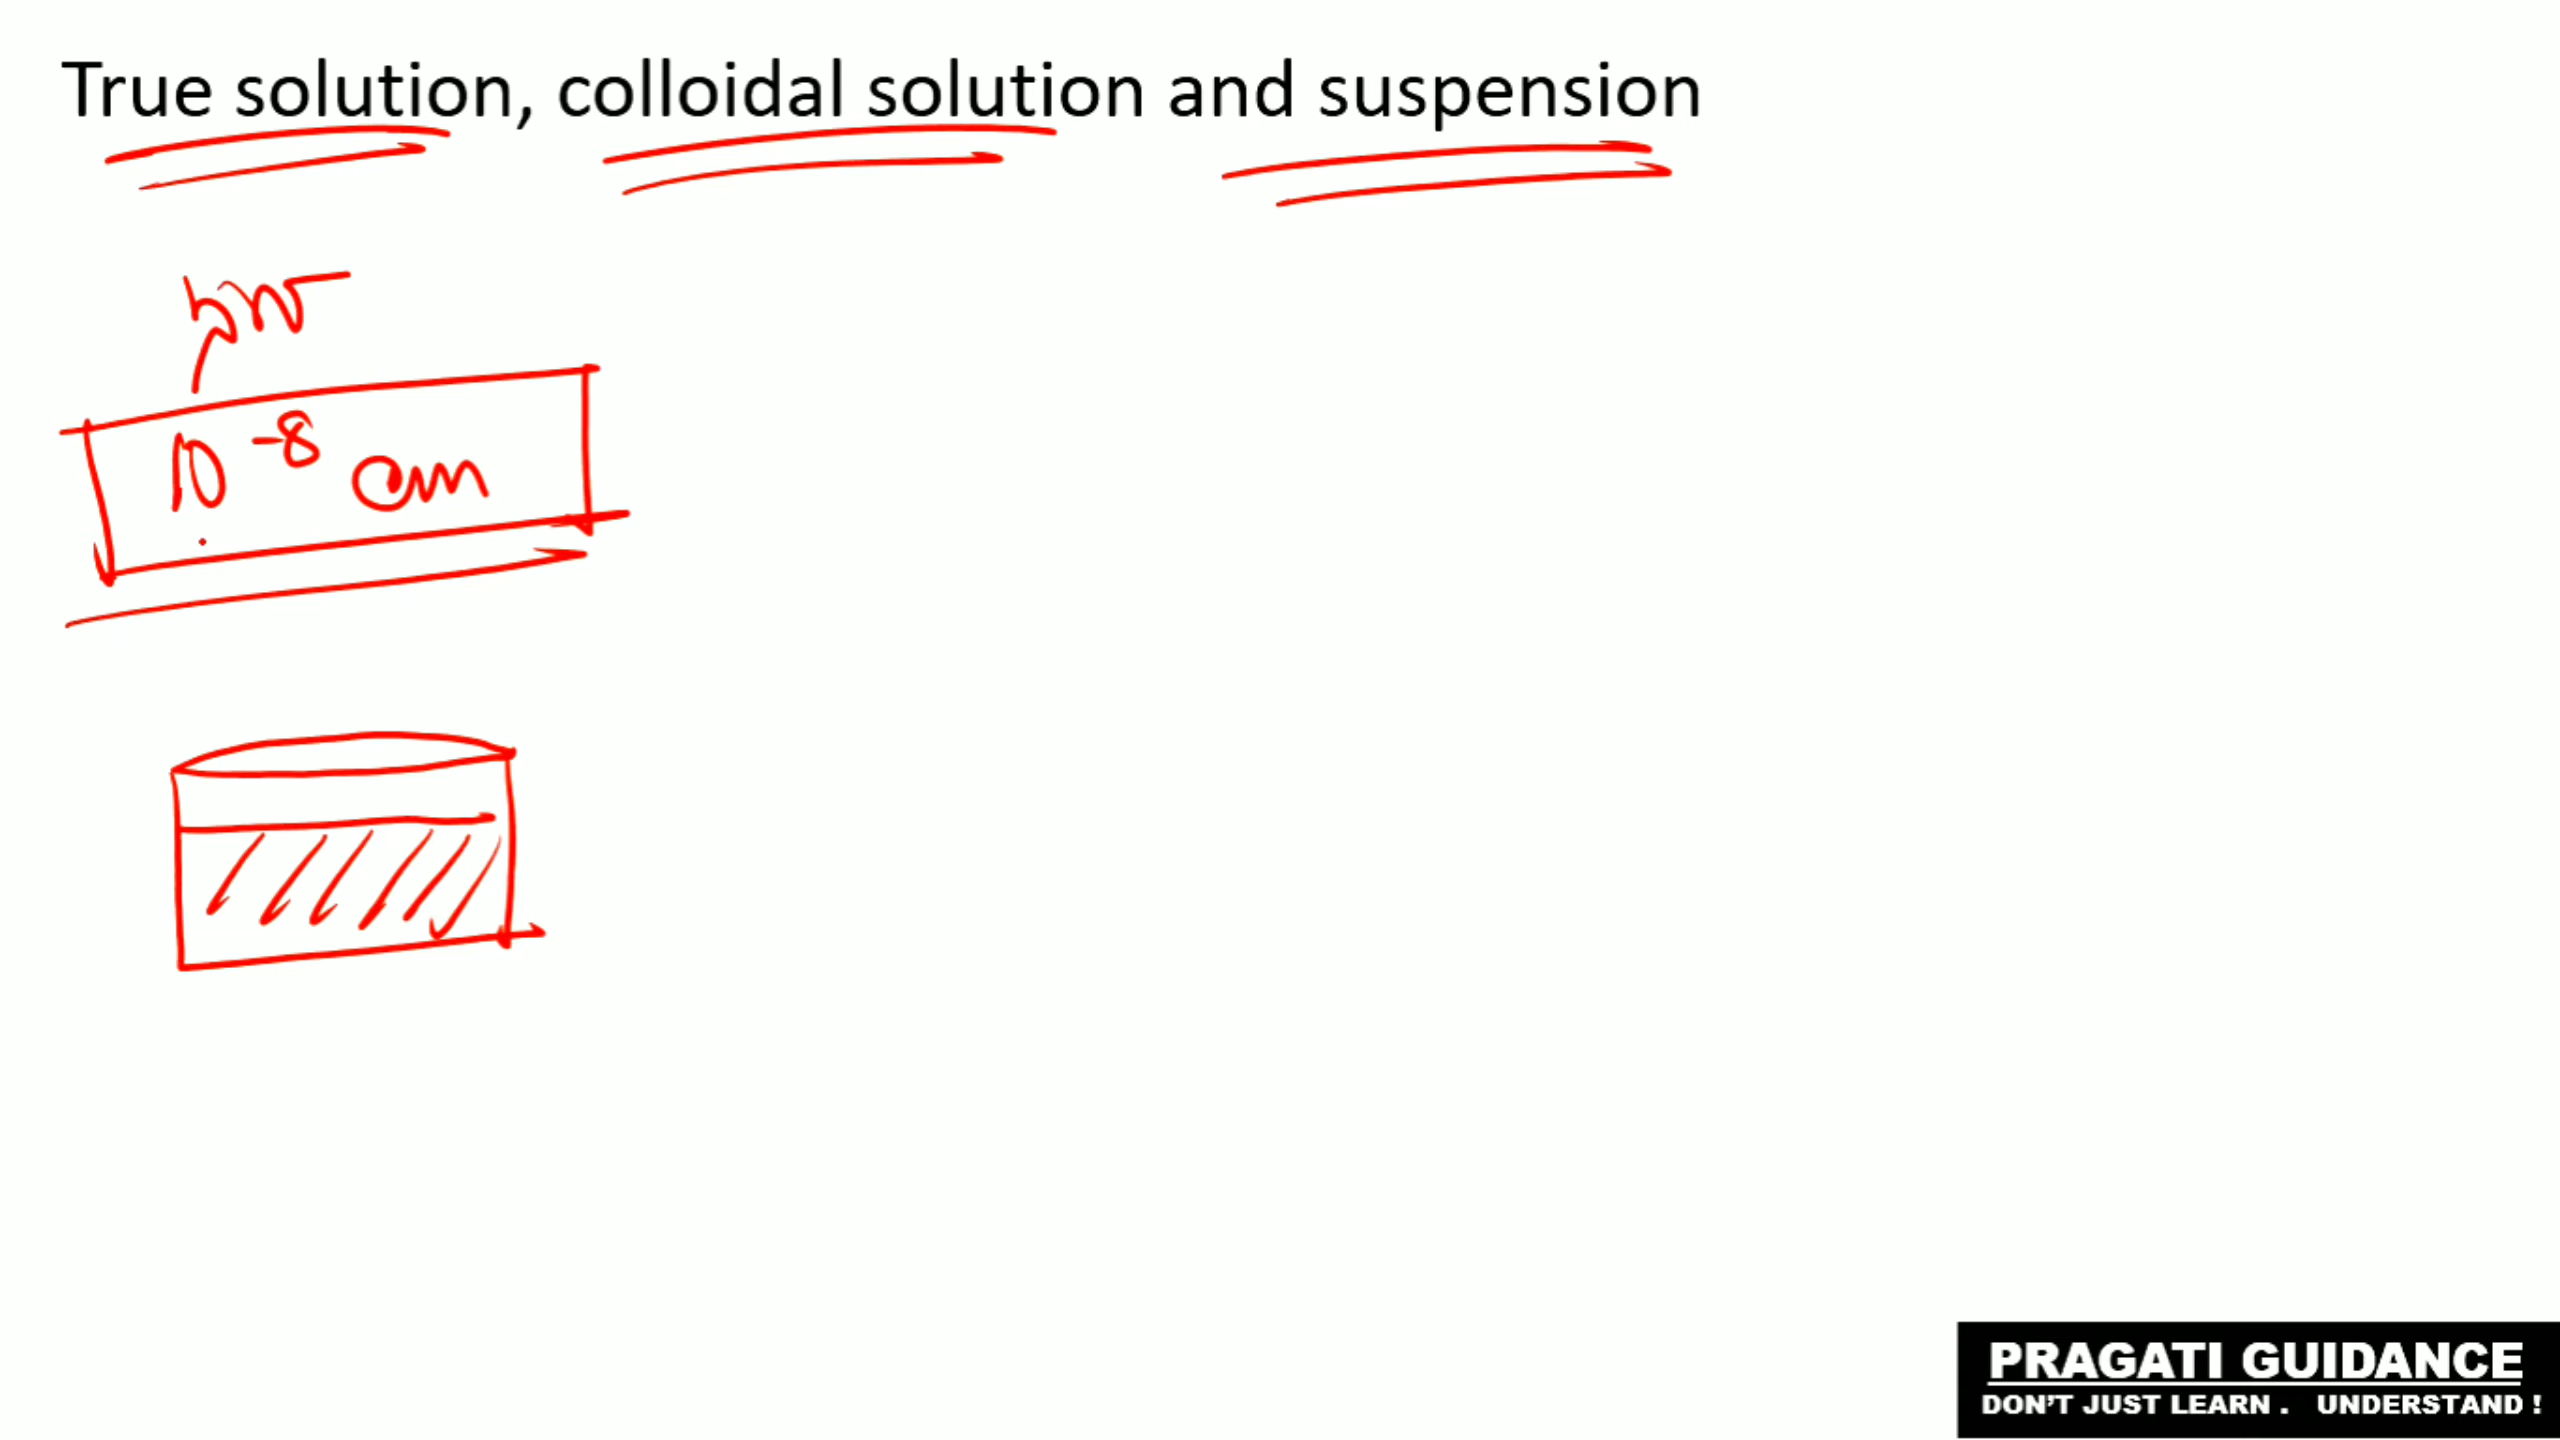 True solution, colloidal solution and suspension
10⁻⁸ cm
PRAGATI GUIDANCE
DON'T JUST LEARN . UNDERSTAND !